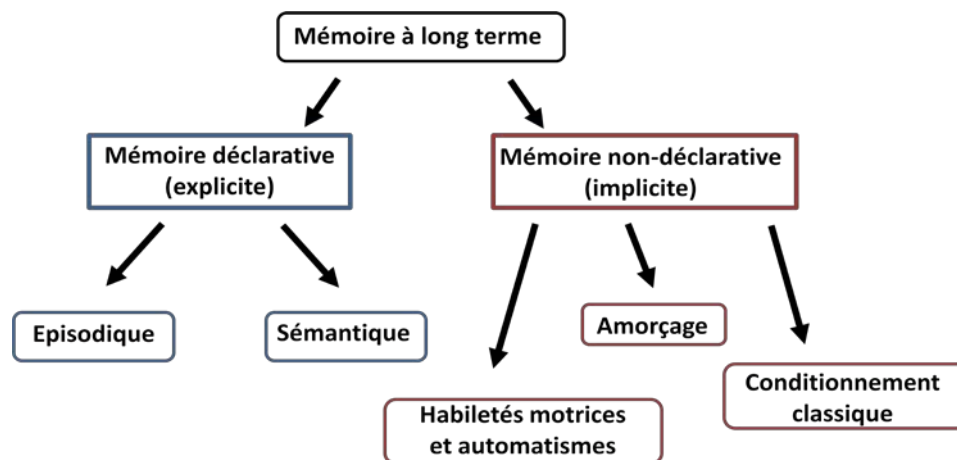 Mémoire à long terme
Mémoire déclarative
(explicite)
Mémoire non-déclarative
(implicite)
Episodique
Sémantique
Amorçage
Habiletés motrices
et automatismes
Conditionnement
classique